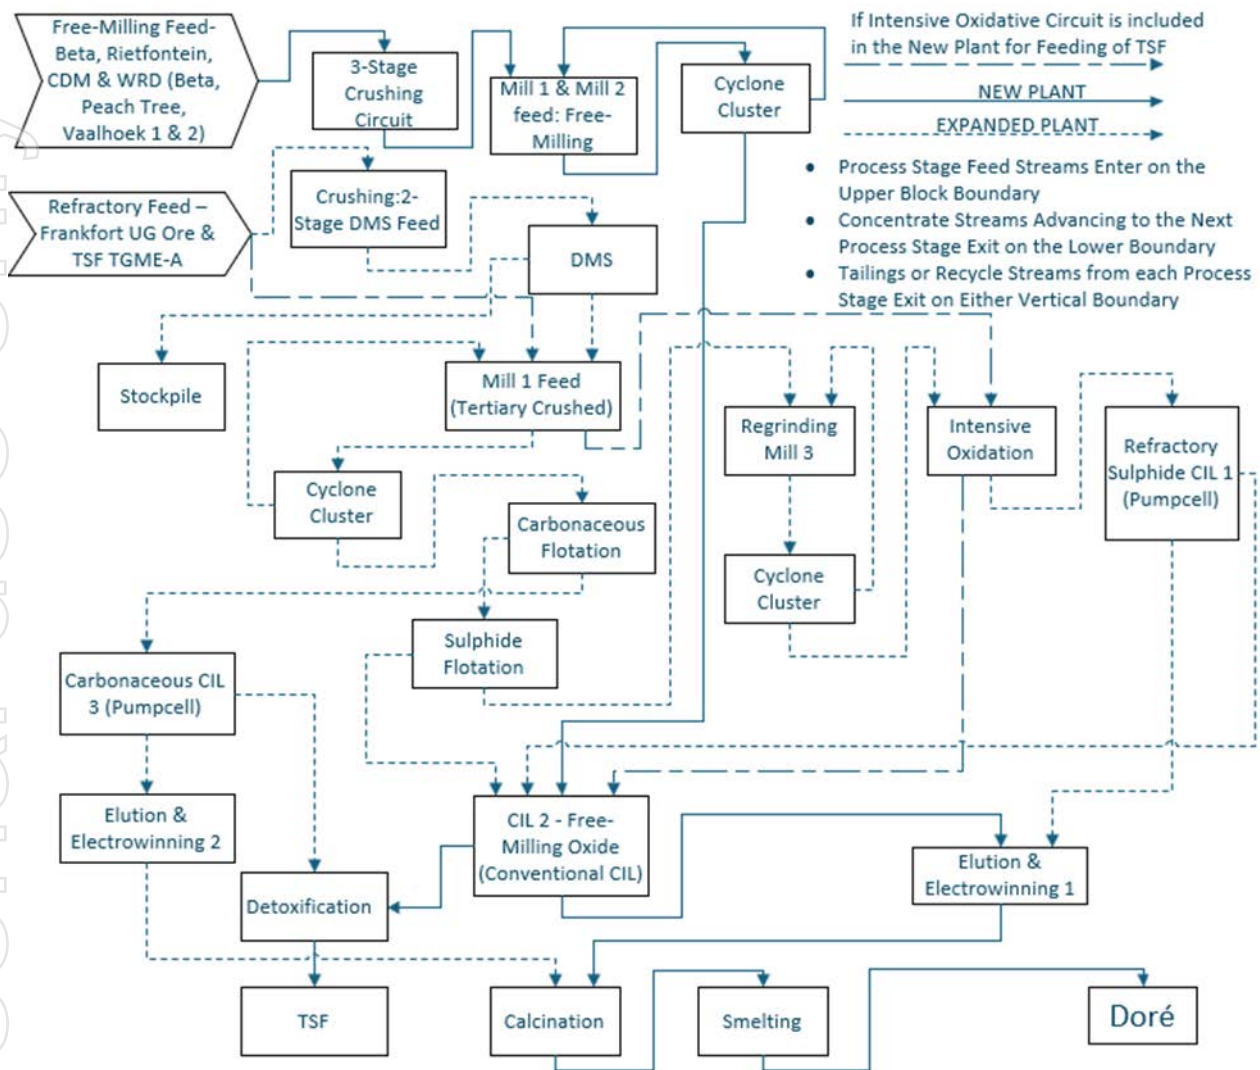 Free-Milling Feed-
Beta, Rietfontein,
CDM & WRD (Beta,
Peach Tree,
Vaalhoek 1 & 2)
3-Stage
Crushing
Circuit
Mill 1 & Mill 2
feed: Free-
Milling
Cyclone
Cluster
If Intensive Oxidative Circuit is included
in the New Plant for Feeding of TSF
NEW PLANT
EXPANDED PLANT
• Process Stage Feed Streams Enter on the
Upper Block Boundary
• Concentrate Streams Advancing to the Next
Process Stage Exit on the Lower Boundary
• Tailings or Recycle Streams from each Process
Stage Exit on Either Vertical Boundary
Refractory Feed –
Frankfort UG Ore &
TSF TGME-A
Crushing:2-
Stage DMS Feed
DMS
Stockpile
Mill 1 Feed
(Tertiary Crushed)
Regrinding
Mill 3
Intensive
Oxidation
Refractory
Sulphide CIL 1
(Pumpcell)
Cyclone
Cluster
Carbonaceous
Flotation
Cyclone
Cluster
Sulphide
Flotation
Carbonaceous CIL
3 (Pumpcell)
Elution &
Electrowinning 2
CIL 2 - Free-
Milling Oxide
(Conventional CIL)
Elution &
Electrowinning 1
Detoxification
TSF
Calcination
Smelting
Doré